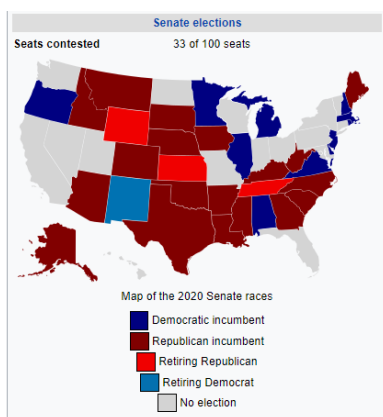 Senate elections
Seats contested 33 of 100 seats
Map of the 2020 Senate races
Democratic incumbent
Republican incumbent
Retiring Republican
Retiring Democrat
No election